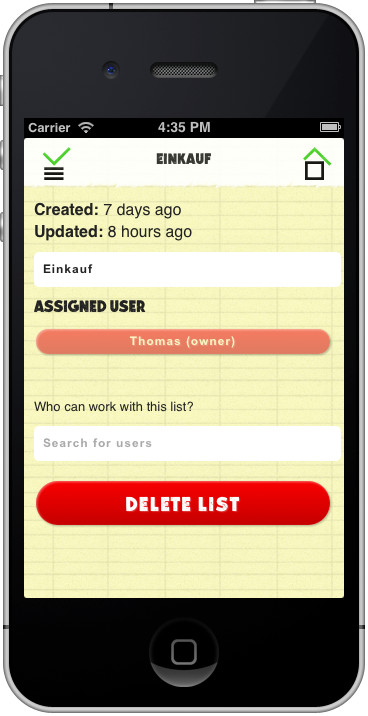 Carrier 4:35 PM
EINKAUF
Created: 7 days ago
Updated: 8 hours ago
Einkauf
ASSIGNED USER
Thomas (owner)
Who can work with this list?
Search for users
DELETE LIST